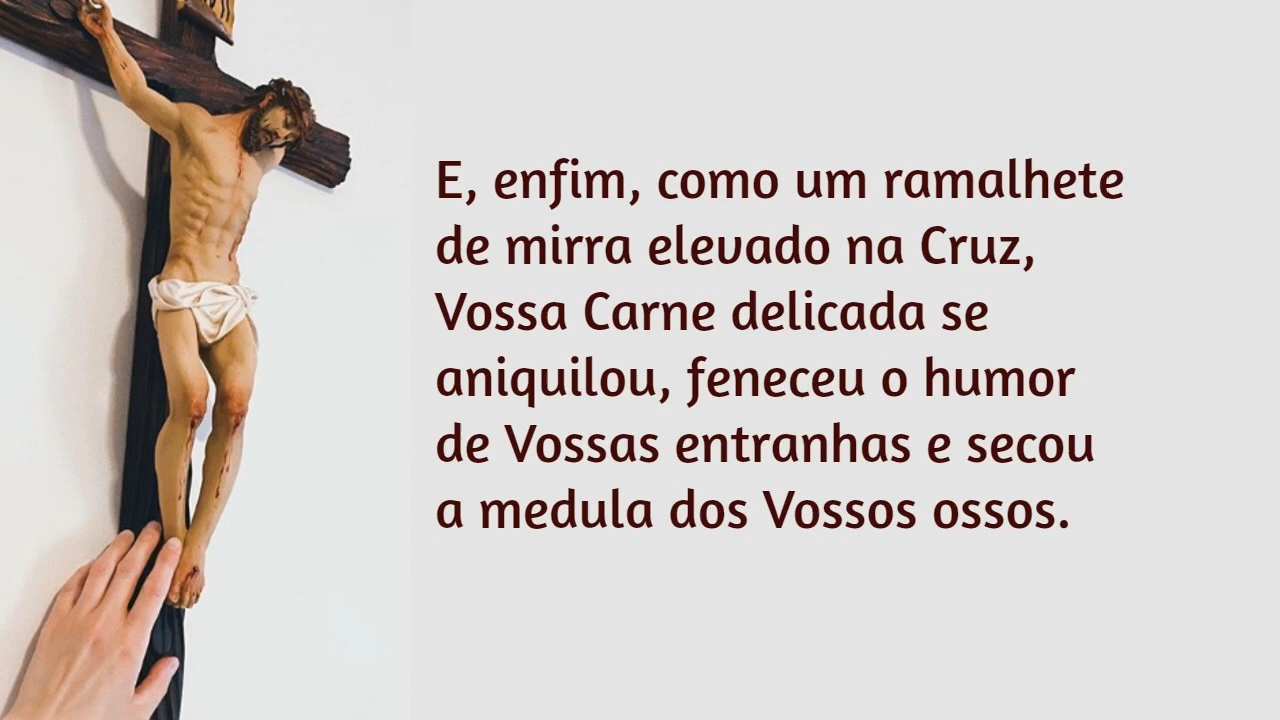 E, enfim, como um ramalhete
de mirra elevado na Cruz,
Vossa Carne delicada se
aniquilou, feneceu o humor
de Vossas entranhas e secou
a medula dos Vossos ossos.